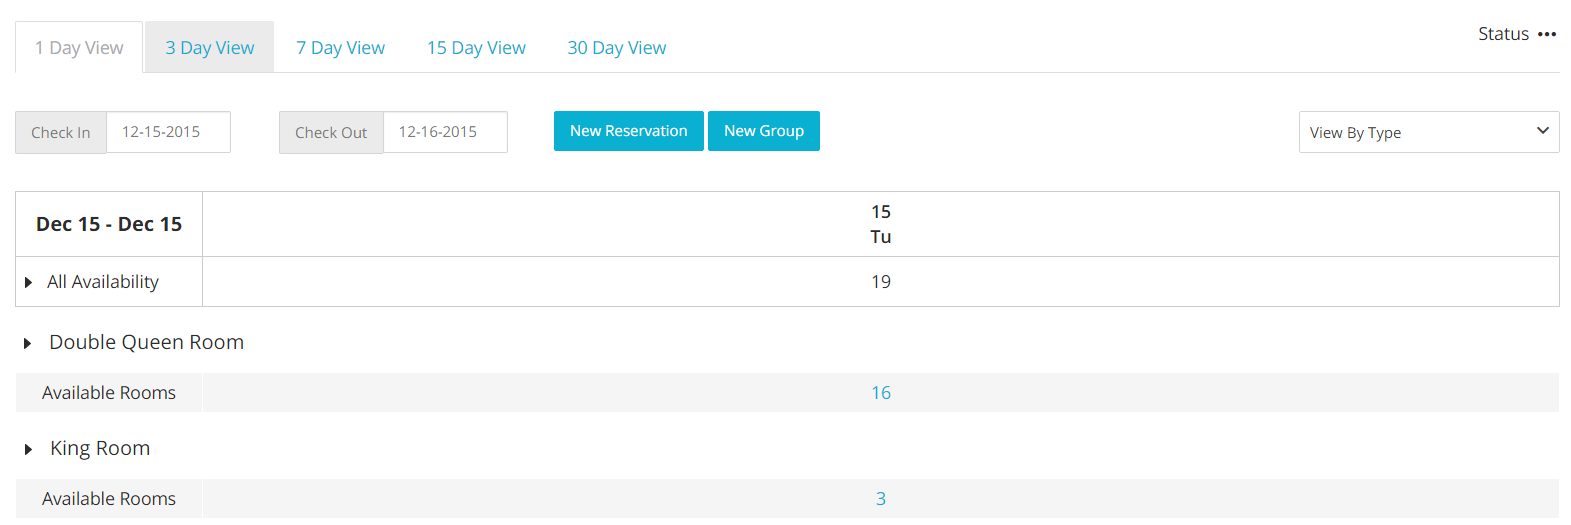 1 Day View 3 Day View 7 Day View 15 Day View 30 Day View Status •••
Check In 12-15-2015 Check Out 12-16-2015 New Reservation New Group View By Type
Dec 15 - Dec 15 15
Tu
All Availability 19
Double Queen Room
Available Rooms 16
King Room
Available Rooms 3